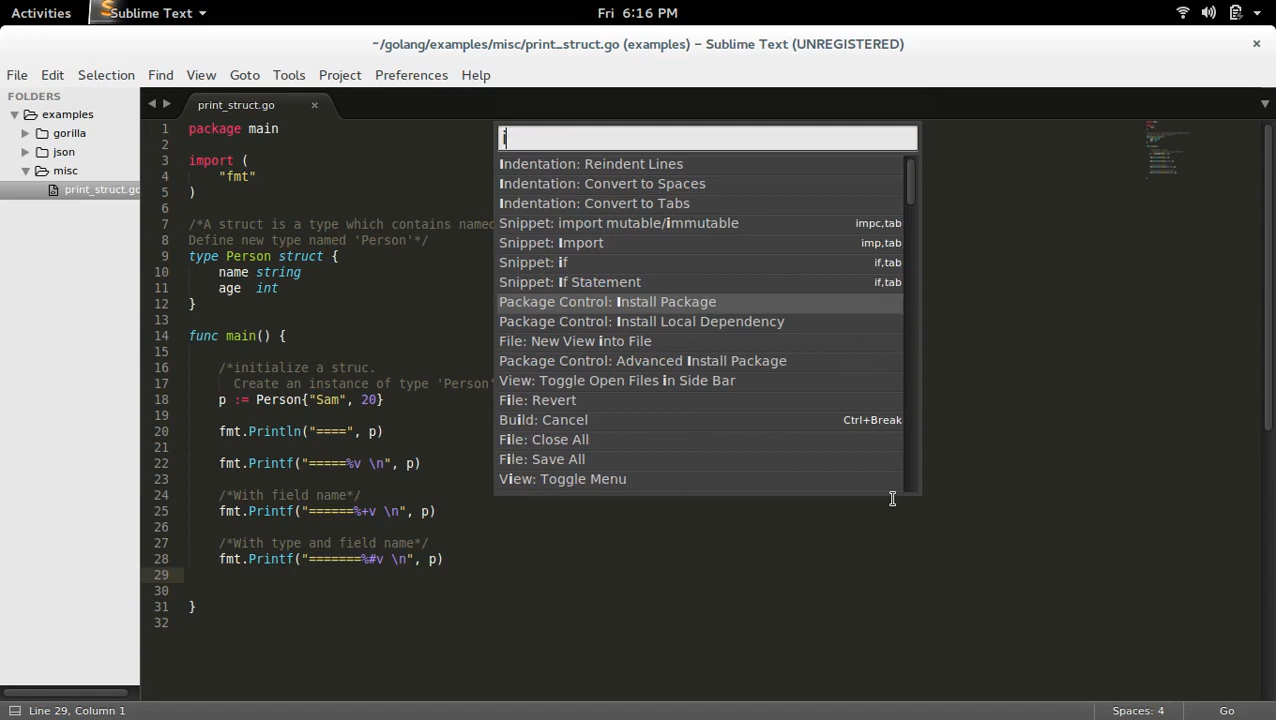 Activities
Sublime Text
Fri 6:16 PM
~/golang/examples/misc/print_struct.go (examples) – Sublime Text (UNREGISTERED)
File Edit Selection Find View Goto Tools Project Preferences Help
FOLDERS
examples
gorilla
json
misc
print_struct.go
print_struct.go
1 package main
2
3 import (
4 "fmt"
5 )
6
7 /*A struct is a type which contains named
8 Define new type named 'Person'*/
9 type Person struct {
10 name string
11 age int
12 }
13
14 func main() {
15
16 /*initialize a struc.
17 Create an instance of type 'Person'
18 p := Person{"Sam", 20}
19
20 fmt.Println("====", p)
21
22 fmt.Printf("=====%v \n", p)
23
24 /*With field name*/
25 fmt.Printf("======%+v \n", p)
26
27 /*With type and field name*/
28 fmt.Printf("=======%#v \n", p)
29
30
31 }
32
i
Indentation: Reindent Lines
Indentation: Convert to Spaces
Indentation: Convert to Tabs
Snippet: import mutable/immutable impc,tab
Snippet: Import imp,tab
Snippet: if if,tab
Snippet: If Statement if,tab
Package Control: Install Package
Package Control: Install Local Dependency
File: New View into File
Package Control: Advanced Install Package
View: Toggle Open Files in Side Bar
File: Revert
Build: Cancel Ctrl+Break
File: Close All
File: Save All
View: Toggle Menu
Line 29, Column 1
Spaces: 4
Go